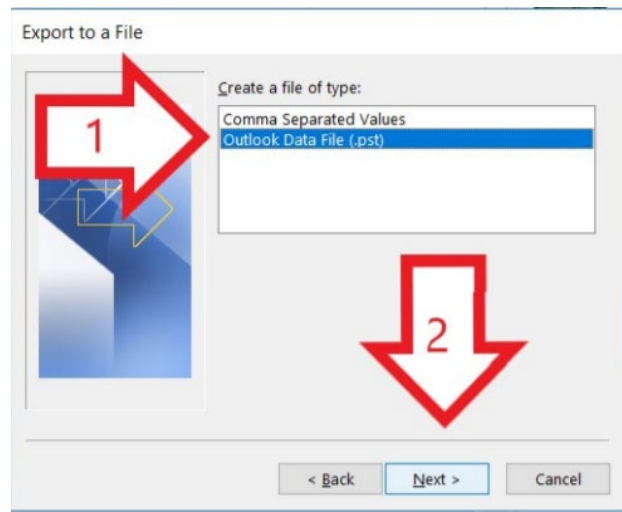 Export to a File
1
Create a file of type:
Comma Separated Values
Outlook Data File (.pst)
2
< Back
Next >
Cancel